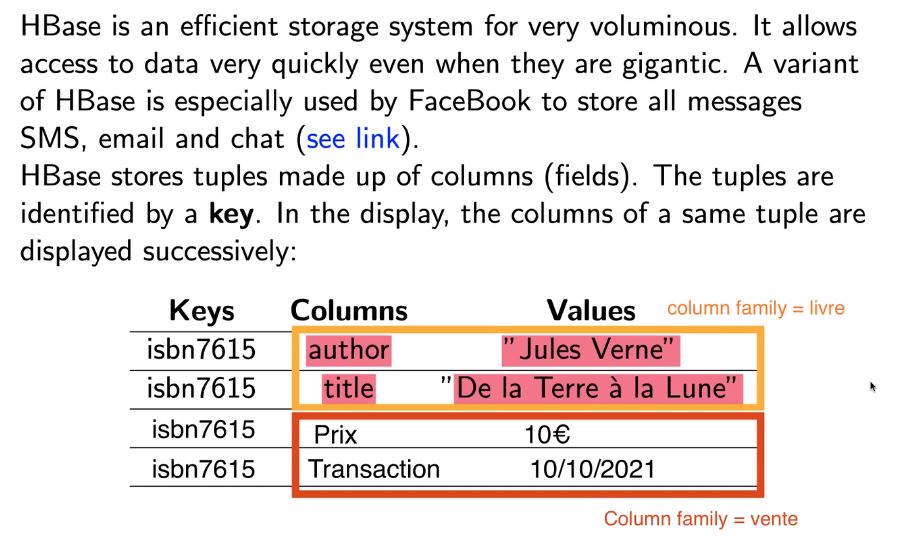 HBase is an efficient storage system for very voluminous. It allows
access to data very quickly even when they are gigantic. A variant
of HBase is especially used by FaceBook to store all messages
SMS, email and chat (see link).
HBase stores tuples made up of columns (fields). The tuples are
identified by a key. In the display, the columns of a same tuple are
displayed successively:
Keys Columns Values column family = livre
isbn7615 author "Jules Verne"
isbn7615 title "De la Terre à la Lune"
isbn7615 Prix 10€
isbn7615 Transaction 10/10/2021
Column family = vente